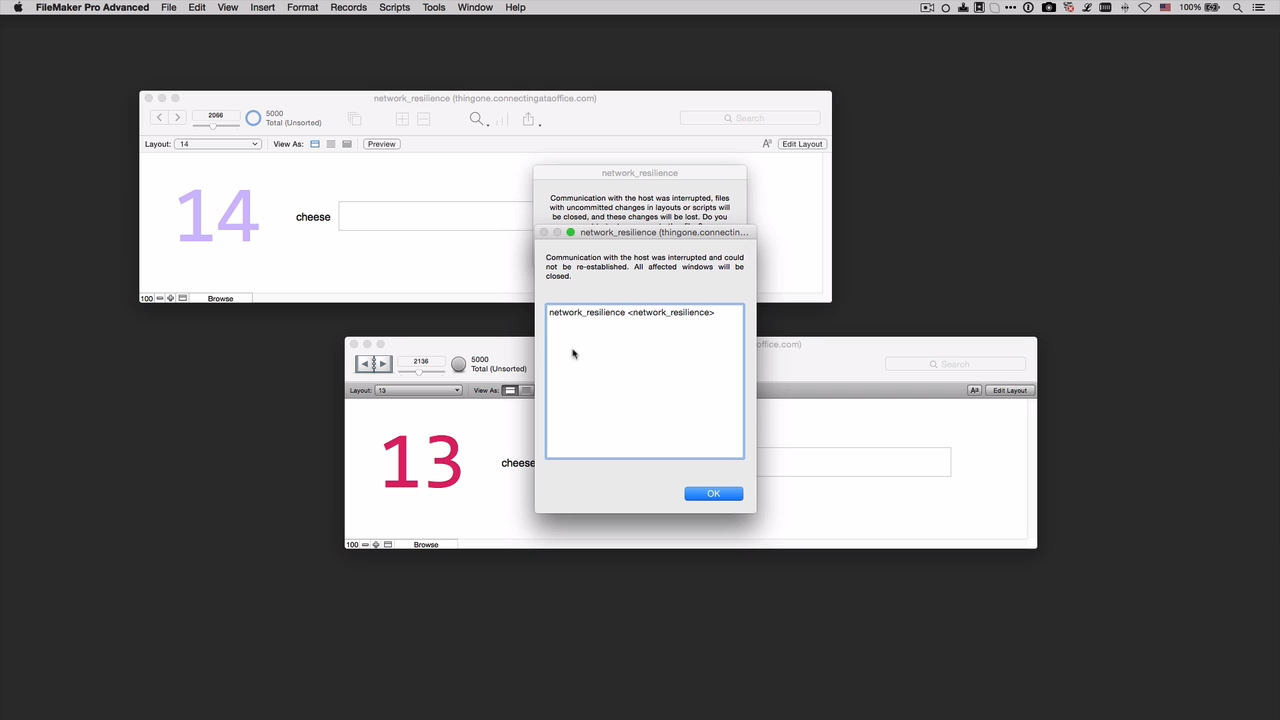 FileMaker Pro Advanced File Edit View Insert Format Records Scripts Tools Window Help 100%
network_resilience (thingone.connectingataoffice.com)
2066
5000
Total (Unsorted)
Search
Layout: 14 View As: Preview Aa Edit Layout
14
cheese
100 Browse
network_resilience
Communication with the host was interrupted, files
with uncommitted changes in layouts or scripts will
be closed, and these changes will be lost. Do you
network_resilience (thingone.connectin...
Communication with the host was interrupted and could
not be re-established. All affected windows will be
closed.
network_resilience <network_resilience>
OK
office.com)
2136
5000
Total (Unsorted)
Search
Layout: 13 View As: Aa Edit Layout
13
cheese
100 Browse